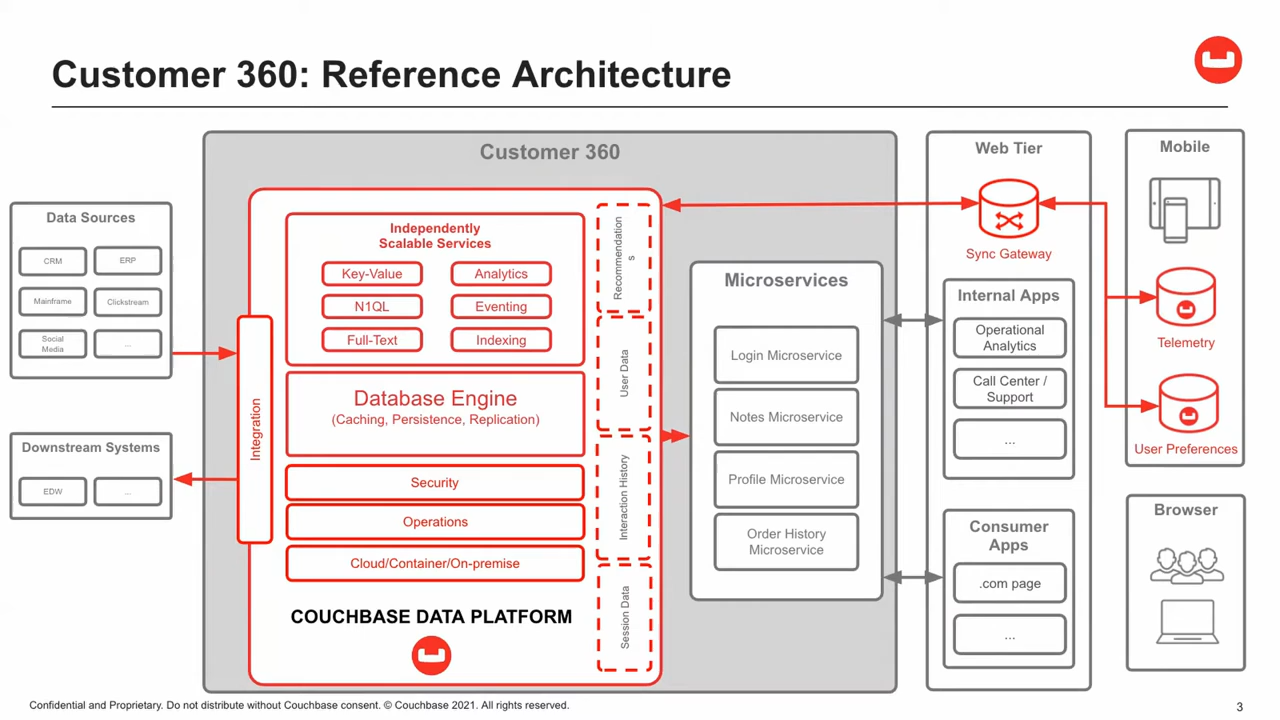 Customer 360: Reference Architecture
Customer 360
Web Tier
Mobile
Data Sources
CRM
ERP
Mainframe
Clickstream
Social
Media
...
Downstream Systems
EDW
...
Integration
Independently
Scalable Services
Key-Value
Analytics
N1QL
Eventing
Full-Text
Indexing
Database Engine
(Caching, Persistence, Replication)
Security
Operations
Cloud/Container/On-premise
COUCHBASE DATA PLATFORM
Recommendation
s
User Data
Interaction History
Session Data
Microservices
Login Microservice
Notes Microservice
Profile Microservice
Order History
Microservice
Sync Gateway
Internal Apps
Operational
Analytics
Call Center /
Support
...
Consumer
Apps
.com page
...
Telemetry
User Preferences
Browser
Confidential and Proprietary. Do not distribute without Couchbase consent. © Couchbase 2021. All rights reserved.
3